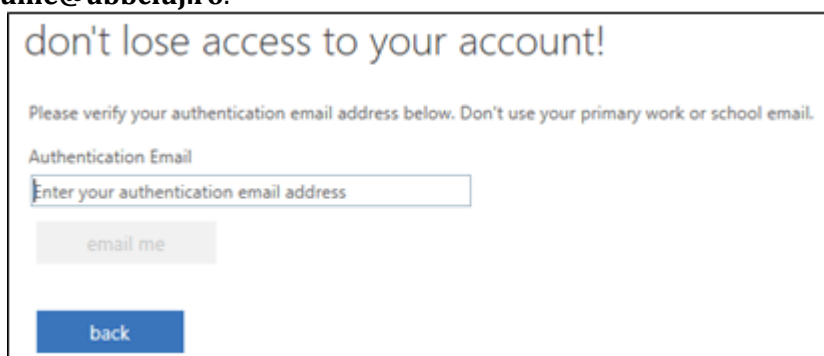 don't lose access to your account!
Please verify your authentication email address below. Don't use your primary work or school email.
Authentication Email
Enter your authentication email address
email me
back